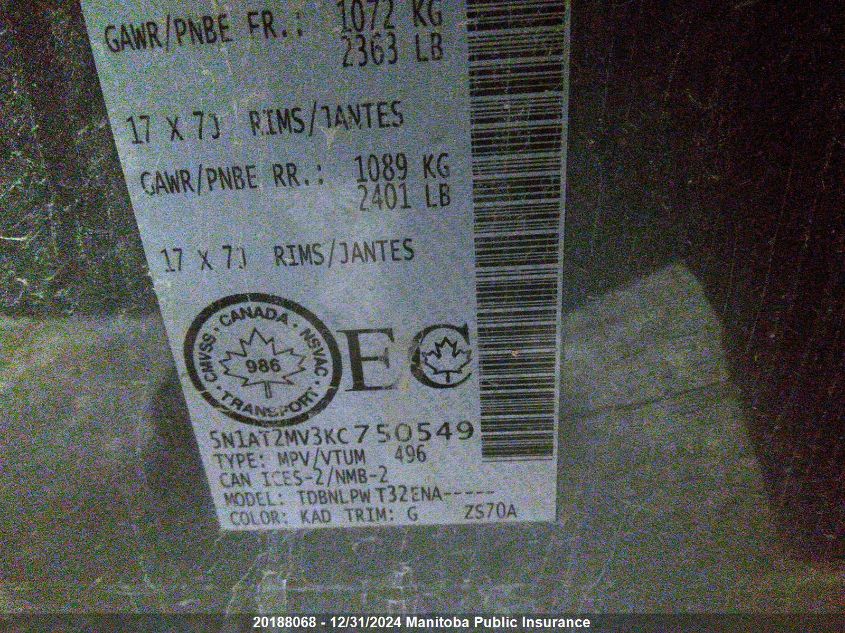 GAWR/PNBE FR.: 1072 KG
2363 LB
17 X 7J RIMS/JANTES
GAWR/PNBE RR.: 1089 KG
2401 LB
17 X 7J RIMS/JANTES
CANADA · NSVAC · TRANSPORT · CMVSS ·
986
EC
5N1AT2MV3KC750549
TYPE: MPV/VTUM 496
CAN ICES-2/NMB-2
MODEL: TDBNLPW T32ENA-----
COLOR: KAD TRIM: G ZS70A
20188068 - 12/31/2024 Manitoba Public Insurance